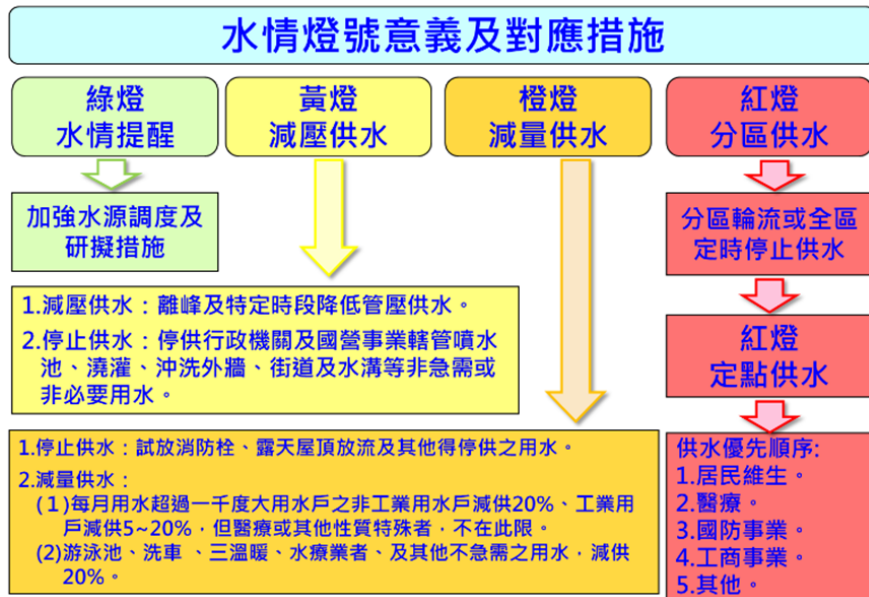 水情燈號意義及對應措施
綠燈
水情提醒
黃燈
減壓供水
橙燈
減量供水
紅燈
分區供水
加強水源調度及
研擬措施
1.減壓供水：離峰及特定時段降低管壓供水。
2.停止供水：停供行政機關及國營事業轄管噴水
池、澆灌、沖洗外牆、街道及水溝等非急需或
非必要用水。
1.停止供水：試放消防栓、露天屋頂放流及其他得停供之用水。
2.減量供水：
(1)每月用水超過一千度大用水戶之非工業用水戶減供20%、工業用
戶減供5~20%，但醫療或其他性質特殊者，不在此限。
(2)游泳池、洗車 、三溫暖、水療業者、及其他不急需之用水，減供
20%。
分區輪流或全區
定時停止供水
紅燈
定點供水
供水優先順序:
1.居民維生。
2.醫療。
3.國防事業。
4.工商事業。
5.其他。